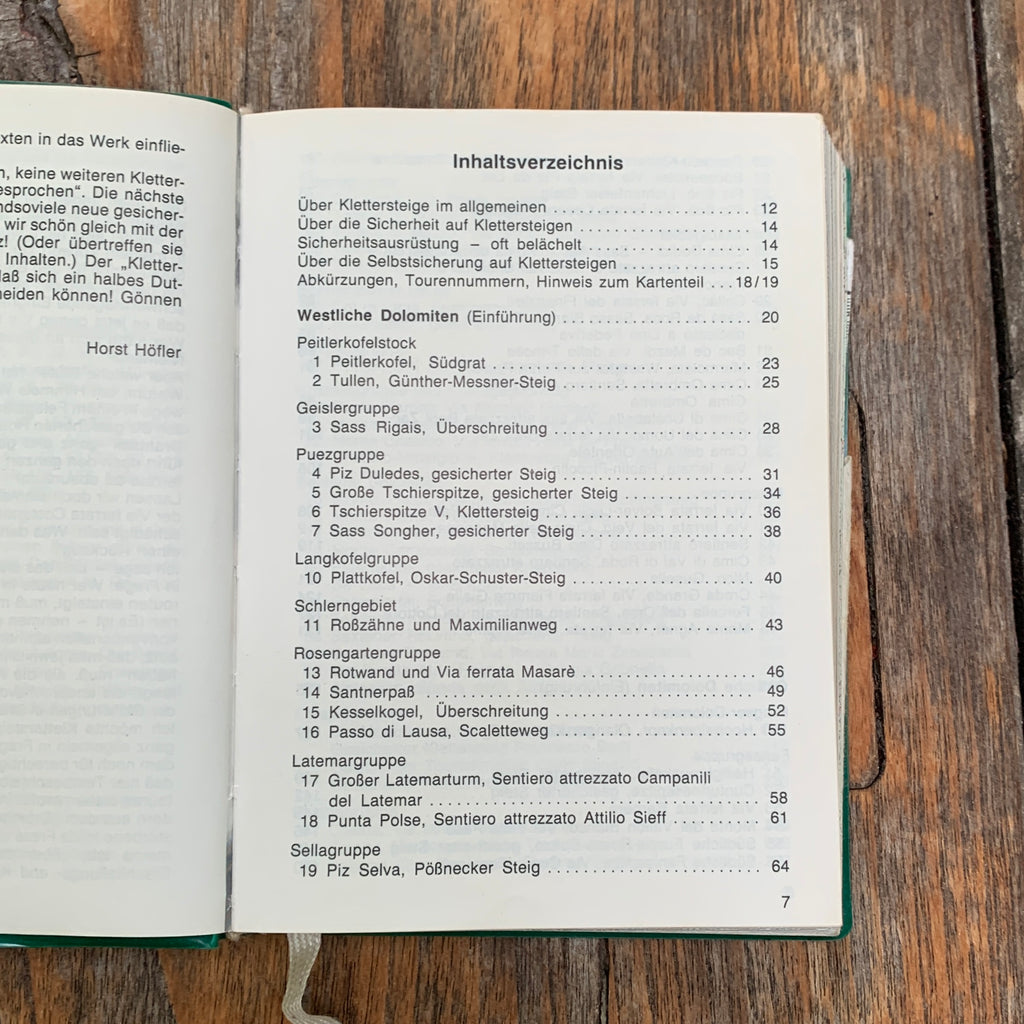 xten in das Werk einflie-
n, keine weiteren Kletter-
esprochen“. Die nächste
ndsoviele neue gesicher-
wir schön gleich mit der
z! (Oder übertreffen sie
Inhalten.) Der „Kletter-
laß sich ein halbes Dut-
neiden können! Gönnen
Horst Höfler
Inhaltsverzeichnis
Über Klettersteige im allgemeinen . . . . . . . . . . . . . . . . . . . . . . . . 12
Über die Sicherheit auf Klettersteigen . . . . . . . . . . . . . . . . . . . . . 14
Sicherheitsausrüstung – oft belächelt . . . . . . . . . . . . . . . . . . . . 14
Über die Selbstsicherung auf Klettersteigen . . . . . . . . . . . . . . . . 15
Abkürzungen, Tourennummern, Hinweis zum Kartenteil . . . 18/19
Westliche Dolomiten (Einführung) . . . . . . . . . . . . . . . . . . . . . . . 20
Peitlerkofelstock
1 Peitlerkofel, Südgrat . . . . . . . . . . . . . . . . . . . . . . . . . . . . . . . 23
2 Tullen, Günther-Messner-Steig . . . . . . . . . . . . . . . . . . . . . . . 25
Geislergruppe
3 Sass Rigais, Überschreitung . . . . . . . . . . . . . . . . . . . . . . . . 28
Puezgruppe
4 Piz Duledes, gesicherter Steig . . . . . . . . . . . . . . . . . . . . . . . 31
5 Große Tschierspitze, gesicherter Steig . . . . . . . . . . . . . . . . 34
6 Tschierspitze V, Klettersteig . . . . . . . . . . . . . . . . . . . . . . . . . 36
7 Sass Songher, gesicherter Steig . . . . . . . . . . . . . . . . . . . . . 38
Langkofelgruppe
10 Plattkofel, Oskar-Schuster-Steig . . . . . . . . . . . . . . . . . . . . . . 40
Schlerngebiet
11 Roßzähne und Maximilianweg . . . . . . . . . . . . . . . . . . . . . . . 43
Rosengartengruppe
13 Rotwand und Via ferrata Masarè . . . . . . . . . . . . . . . . . . . . . 46
14 Santnerpaß . . . . . . . . . . . . . . . . . . . . . . . . . . . . . . . . . . . . . . 49
15 Kesselkogel, Überschreitung . . . . . . . . . . . . . . . . . . . . . . . . 52
16 Passo di Lausa, Scaletteweg . . . . . . . . . . . . . . . . . . . . . . . . 55
Latemargruppe
17 Großer Latemarturm, Sentiero attrezzato Campanili
del Latemar . . . . . . . . . . . . . . . . . . . . . . . . . . . . . . . . . . . . . . 58
18 Punta Polse, Sentiero attrezzato Attilio Sieff . . . . . . . . . . 61
Sellagruppe
19 Piz Selva, Pößnecker Steig . . . . . . . . . . . . . . . . . . . . . . . . . 64
7